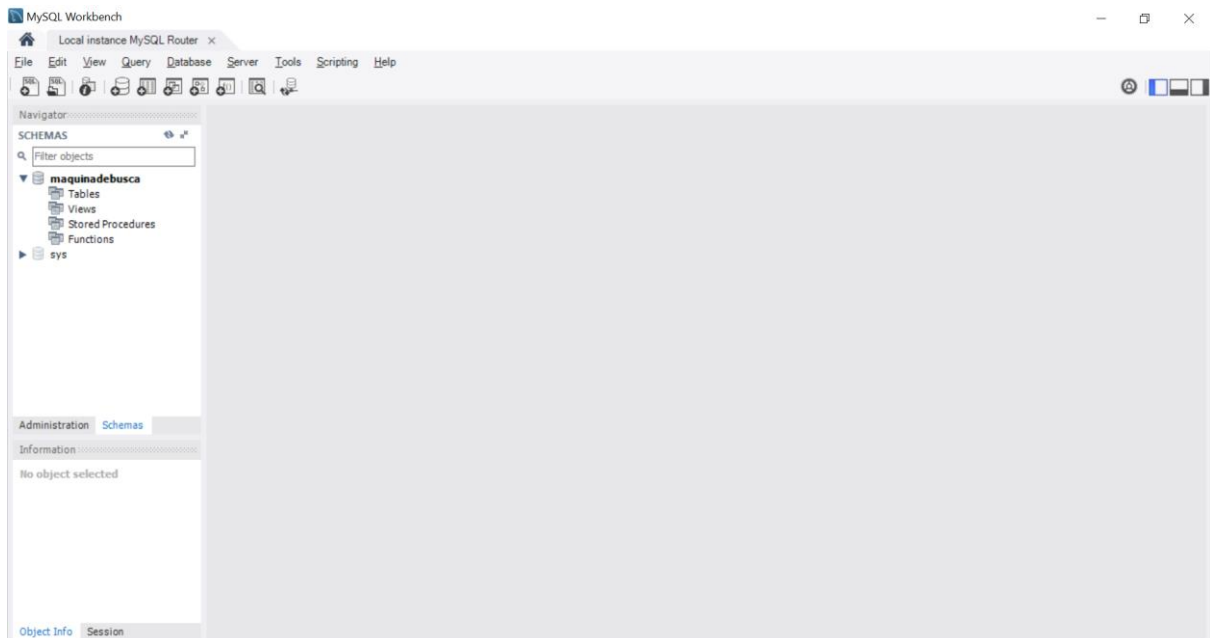 MySQL Workbench
Local instance MySQL Router
File Edit View Query Database Server Tools Scripting Help
Navigator
SCHEMAS
Filter objects
maquinadebusca
Tables
Views
Stored Procedures
Functions
sys
Administration Schemas
Information
No object selected
Object Info Session